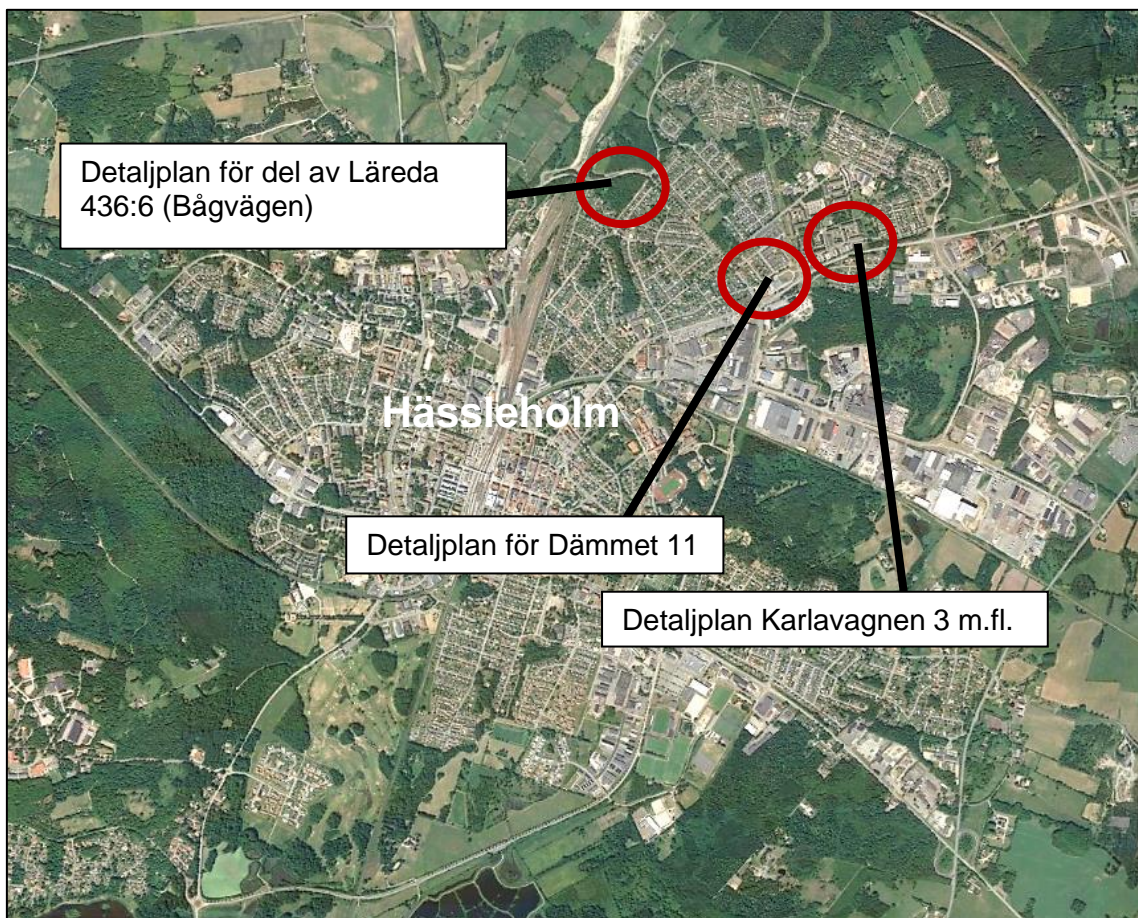 Detaljplan för del av Läreda
436:6 (Bågvägen)
Hässleholm
Detaljplan för Dämmet 11
Detaljplan Karlavagnen 3 m.fl.